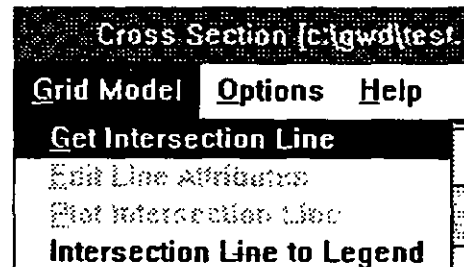 Cross Section [c:\gwd\test.
Grid Model Options Help
Get Intersection Line
Edit Line Attributes
Plot Intersection Line
Intersection Line to Legend